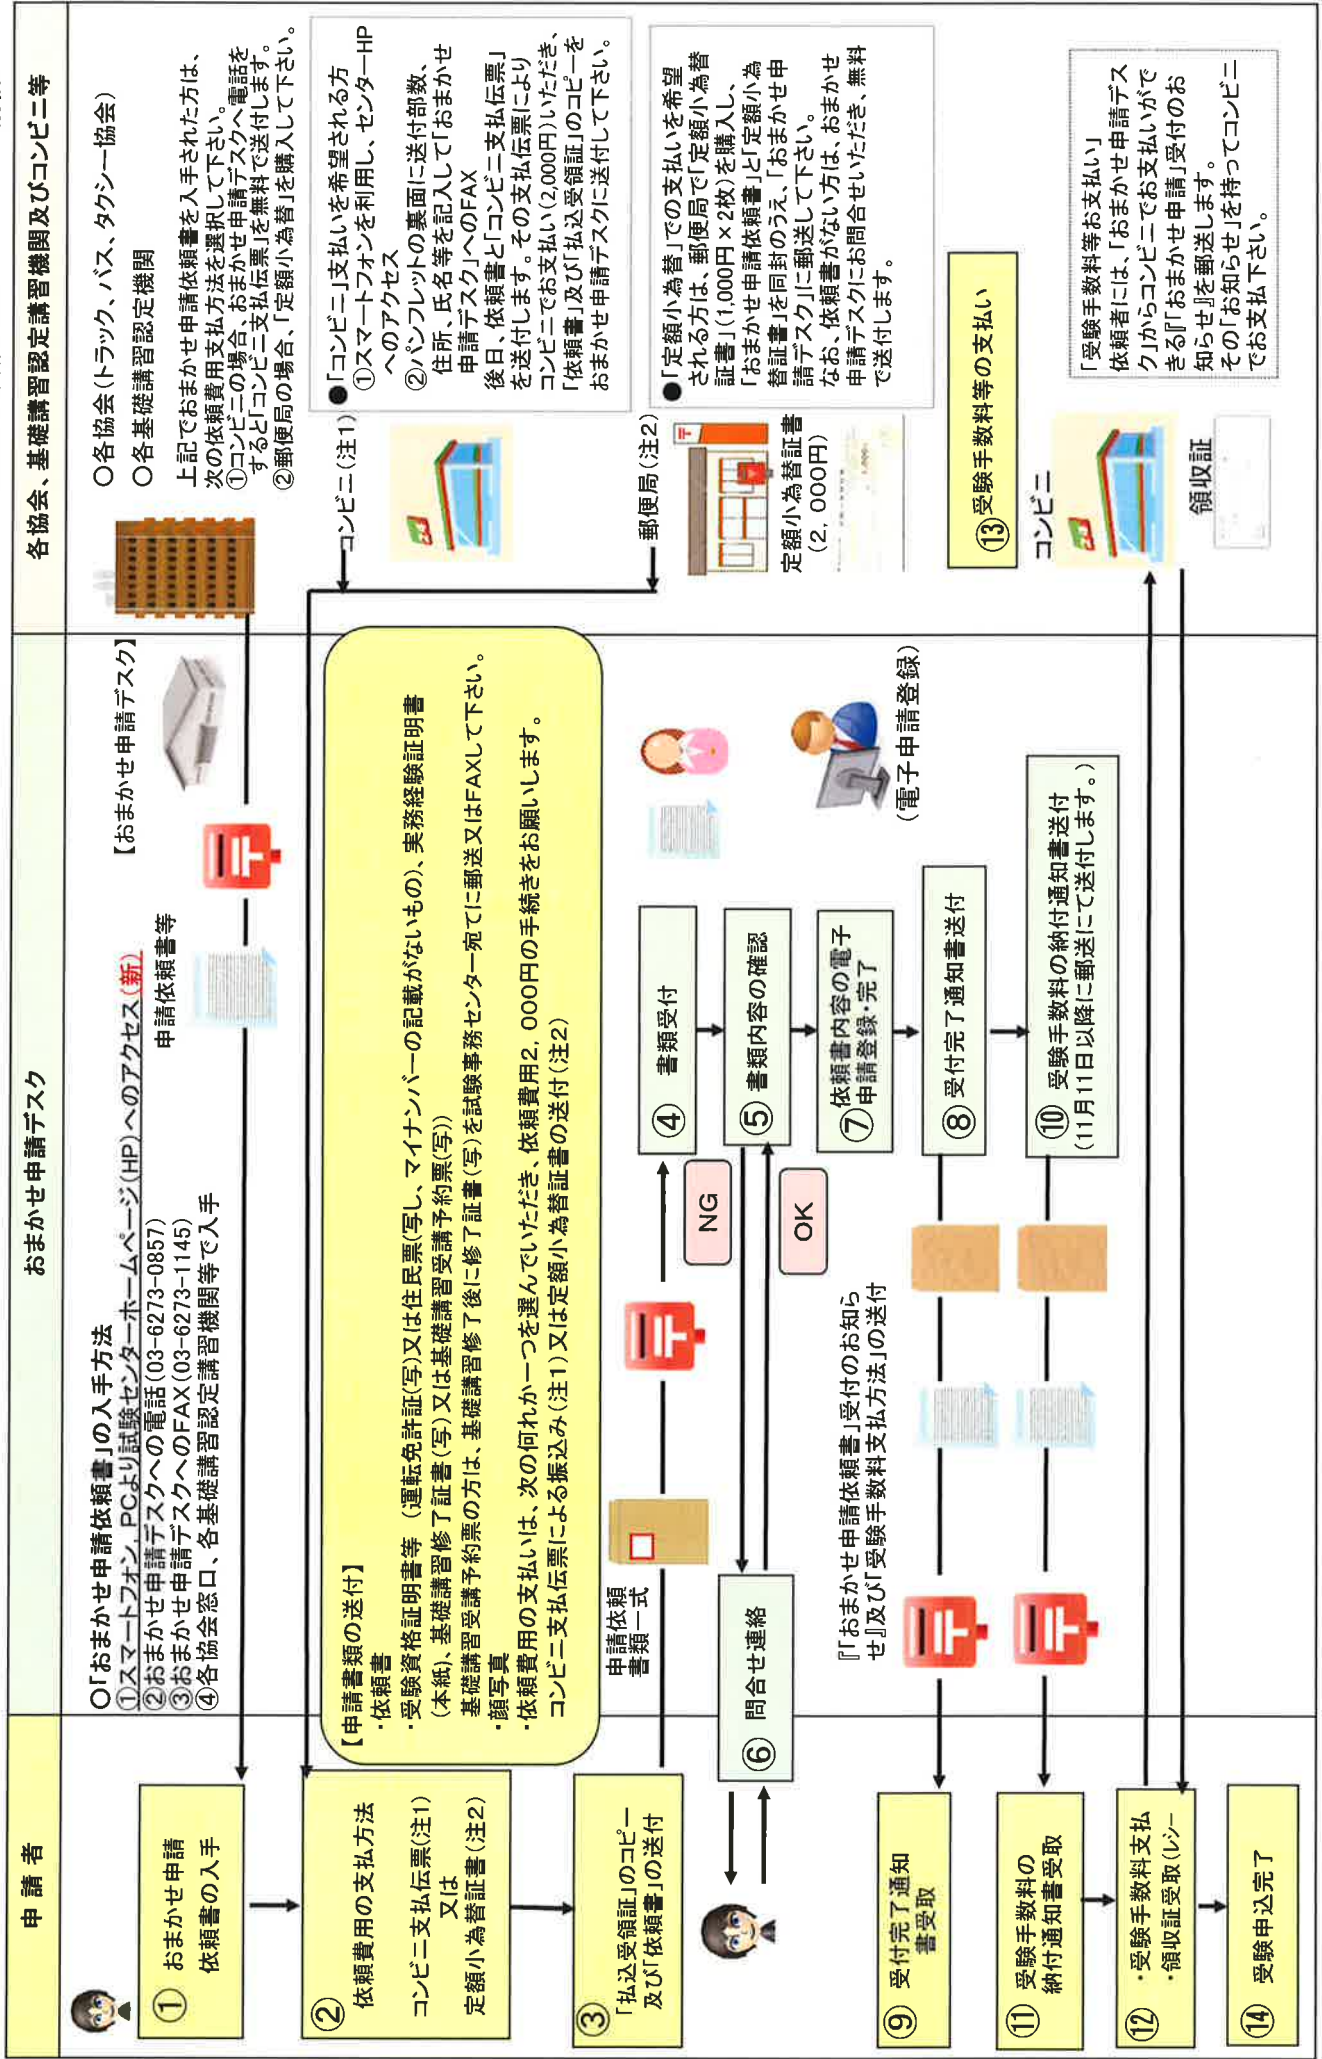 申請者
おまかせ申請デスク
各協会、基礎講習認定講習機関及びコンビニ等
①
おまかせ申請
依頼書の入手
○「おまかせ申請依頼書」の入手方法
①スマートフォン、PCより試験センターホームページ(HP)へのアクセス(新)
②おまかせ申請デスクへの電話(03-6273-0857)
③おまかせ申請デスクへのFAX(03-6273-1145)
④各協会窓口、各基礎講習認定講習機関等で入手
申請依頼書等
【おまかせ申請デスク】
○各協会(トラック、バス、タクシー協会)
○各基礎講習認定機関
上記でおまかせ申請依頼書を入手された方は、
次の依頼費用支払方法を選択して下さい。
①コンビニの場合、おまかせ申請デスクへ電話を
すると「コンビニ支払伝票」を無料で送付します。
②郵便局の場合、「定額小為替」を購入して下さい。
②
依頼費用の支払方法
コンビニ支払伝票(注1)
又は
定額小為替証書(注2)
【申請書類の送付】
・依頼書
・受験資格証明書等 (運転免許証(写)又は住民票(写し、マイナンバーの記載がないもの)、実務経験証明書
(本紙)、基礎講習修了証書(写)又は基礎講習受講予約票(写))
基礎講習受講予約票の方は、基礎講習修了後に修了証書(写)を試験事務センター宛てに郵送又はFAXして下さい。
・顔写真
・依頼費用の支払いは、次の何れか一つを選んでいただき、依頼費用2,000円の手続きをお願いします。
コンビニ支払伝票による振込み(注1)又は定額小為替証書の送付(注2)
コンビニ(注1)
●「コンビニ」支払いを希望される方
①スマートフォンを利用し、センターHP
へのアクセス
②パンフレットの裏面に送付部数、
住所、氏名等を記入して「おまかせ
申請デスク」へのFAX
後日、依頼書と「コンビニ支払伝票」
を送付します。その支払伝票により
コンビニでお支払い(2,000円)いただき、
「依頼書」及び「払込受領証」のコピーを
おまかせ申請デスクに送付して下さい。
郵便局(注2)
定額小為替証書
(2,000円)
●「定額小為替」での支払いを希望
される方は、郵便局で「定額小為替
証書」(1,000円×2枚)を購入し、
「おまかせ申請依頼書」と定額小為
替証書」を同封のうえ、「おまかせ申
請デスク」に郵送して下さい。
なお、依頼書がない方は、おまかせ
申請デスクにお問合せいただき、無料
で送付します。
③
「払込受領証」のコピー
及び「依頼書」の送付
申請依頼
書類一式
④ 書類受付
NG
⑤ 書類内容の確認
OK
⑥ 問合せ連絡
⑦ 依頼書内容の電子
申請登録・完了
(電子申請登録)
⑧ 受付完了通知書送付
『「おまかせ申請依頼書」受付のお知ら
せ』及び「受験手数料支払方法」の送付
⑨ 受付完了通知
書受取
⑩ 受験手数料の納付通知書送付
(11月11日以降に郵送にて送付します。)
⑪ 受験手数料の
納付通知書受取
⑫ ・受験手数料支払
・領収証受取(レシー
⑬受験手数料等の支払い
コンビニ
領収証
「受験手数料等お支払い」
依頼者には、「おまかせ申請デス
ク」からコンビニでお支払いがで
きる『「おまかせ申請」受付のお
知らせ』を郵送します。
その「お知らせ」を持ってコンビニ
でお支払下さい。
⑭ 受験申込完了